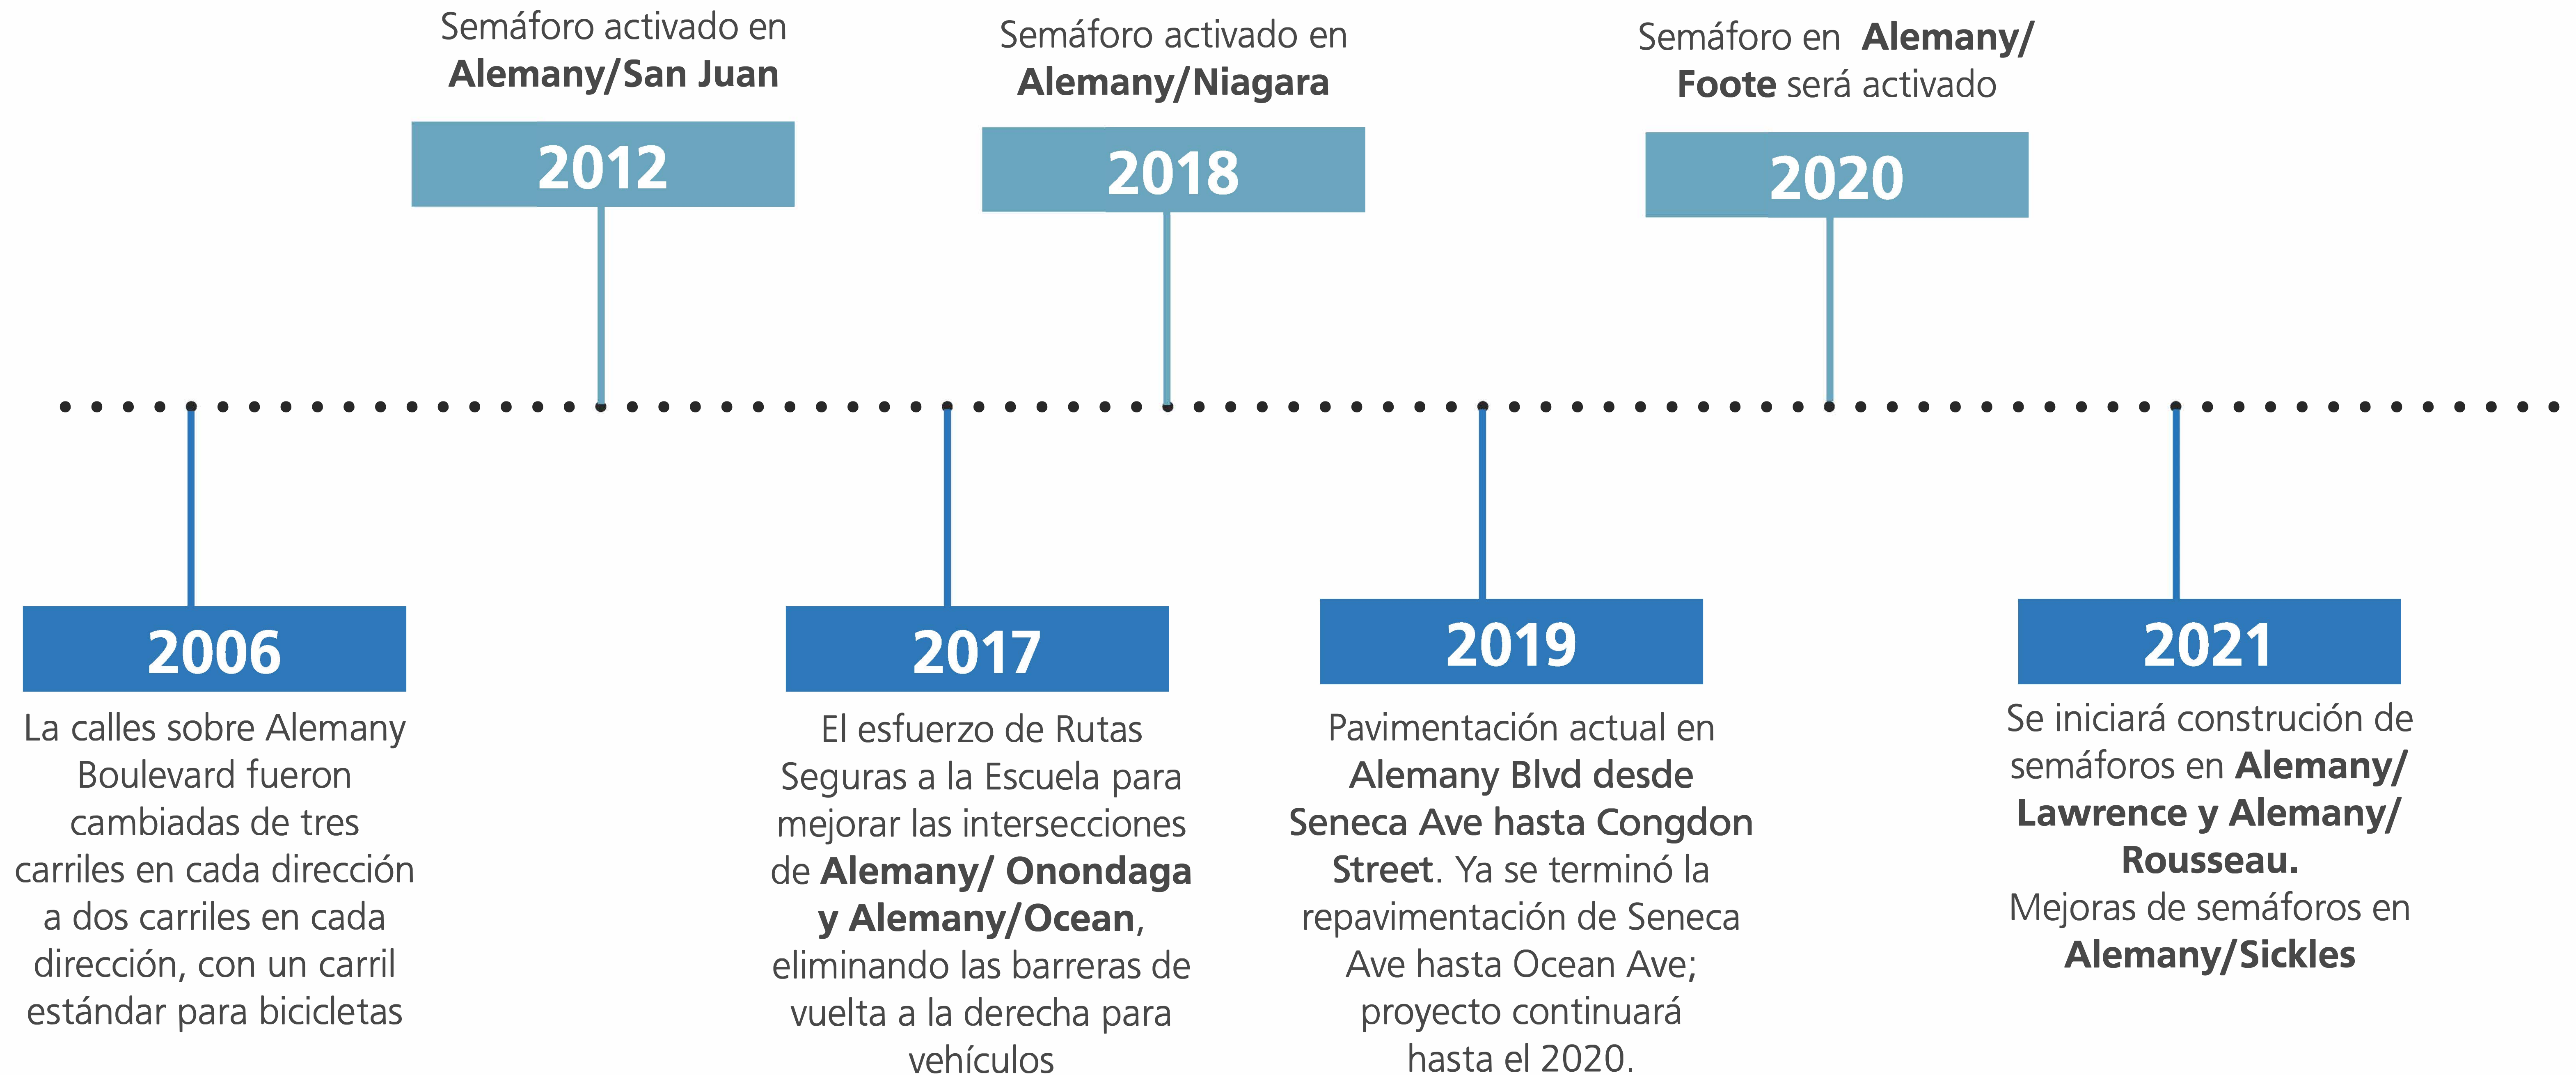 Semáforo activado en
Alemany/San Juan
2012
Semáforo activado en
Alemany/Niagara
2018
Semáforo en Alemany/
Foote será activado
2020
2006
La calles sobre Alemany
Boulevard fueron
cambiadas de tres
carriles en cada dirección
a dos carriles en cada
dirección, con un carril
estándar para bicicletas
2017
El esfuerzo de Rutas
Seguras a la Escuela para
mejorar las intersecciones
de Alemany/ Onondaga
y Alemany/Ocean,
eliminando las barreras de
vuelta a la derecha para
vehículos
2019
Pavimentación actual en
Alemany Blvd desde
Seneca Ave hasta Congdon
Street. Ya se terminó la
repavimentación de Seneca
Ave hasta Ocean Ave;
proyecto continuará
hasta el 2020.
2021
Se iniciará construción de
semáforos en Alemany/
Lawrence y Alemany/
Rousseau.
Mejoras de semáforos en
Alemany/Sickles